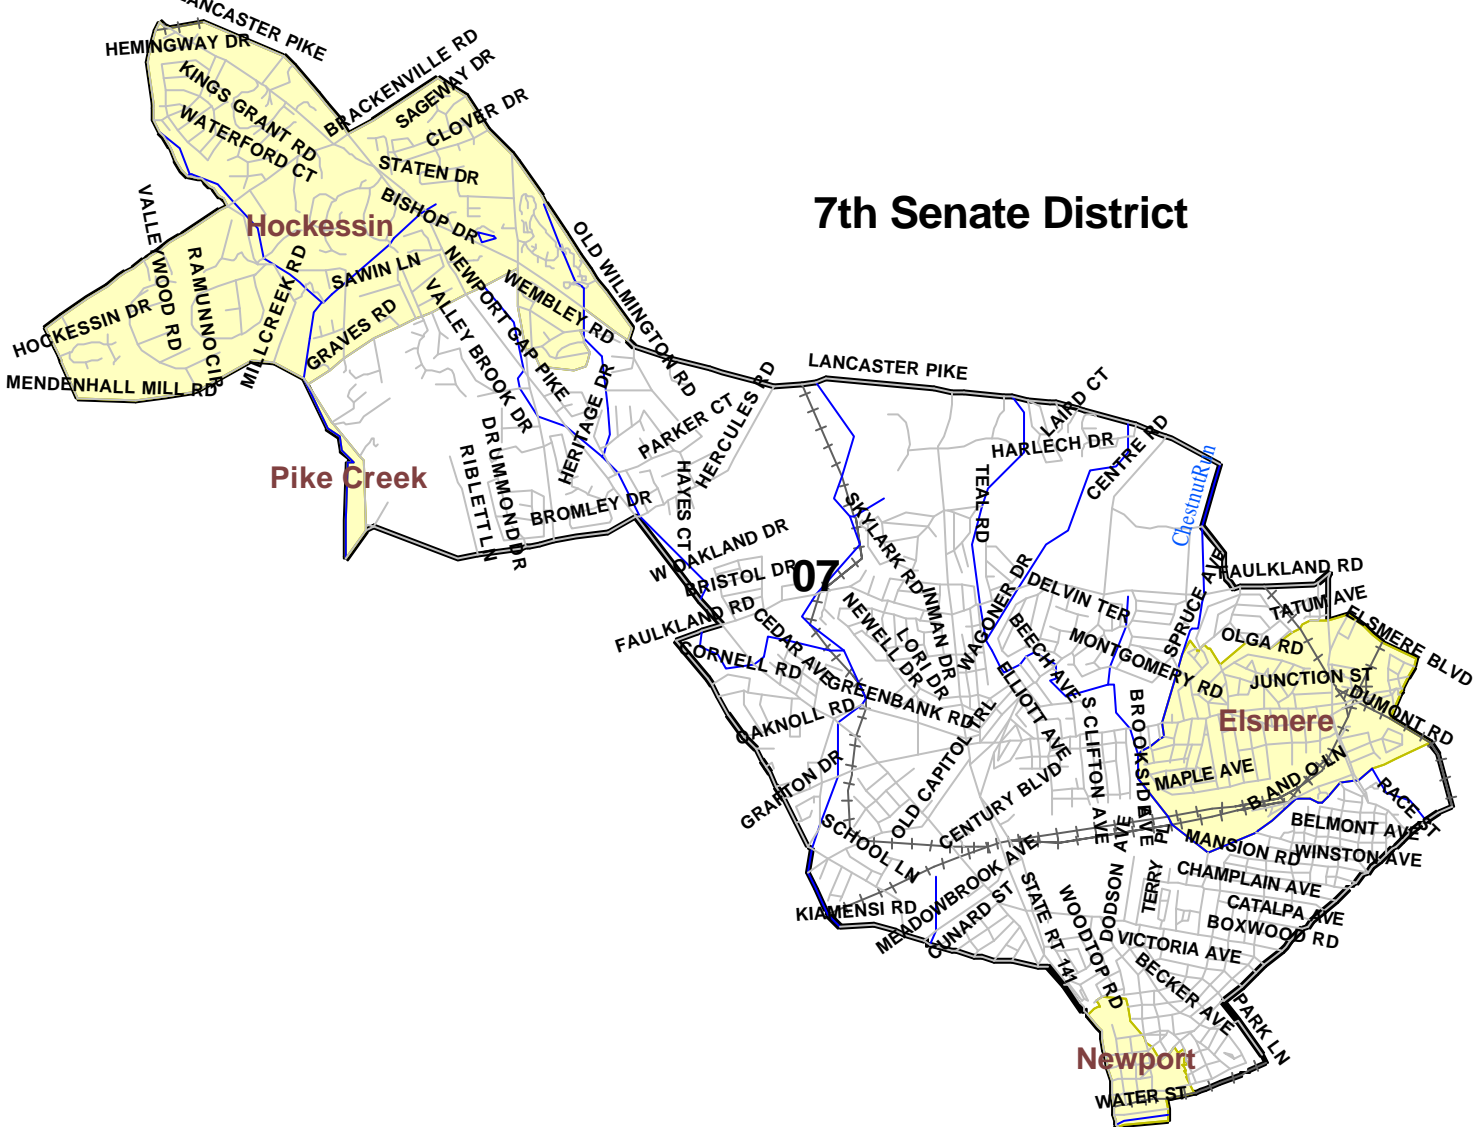 LANCASTER PIKE
HEMINGWAY DR
KINGS GRANT RD
WATERFORD CT
BRACKENVILLE RD
SAGEWAY DR
CLOVER DR
STATEN DR
BISHOP DR
7th Senate District
Hockessin
VALLEYWOOD RD
RAMUNNO CIR
MILLCREEK RD
SAWIN LN
NEWPORT GAP PIKE
OLD WILMINGTON RD
WEMBLEY RD
HOCKESSIN DR
GRAVES RD
VALLEY BROOK DR
MENDENHALL MILL RD
LANCASTER PIKE
HERITAGE DR
PARKER CT
HERCULES RD
LAIRD CT
HARLECH DR
CENTRE RD
Pike Creek
RIBLETT LN
DRUMMOND DR
BROMLEY DR
HAYES CT
TEAL RD
ChestnutRun
SKYLARK RD
W OAKLAND DR
BRISTOL DR
07
FAULKLAND RD
FAULKLAND RD
CEDAR AVE
CORNELL RD
NEWELL DR
LORI DR
INMAN DR
WAGONER DR
DELVIN TER
BEECH AVE
MONTGOMERY RD
SPRUCE AVE
TATUM AVE
OLGA RD
ELSMERE BLVD
JUNCTION ST
DUMONT RD
Elsmere
GREENBANK RD
OAKNOLL RD
ELLIOTT AVE
S CLIFTON AVE
BROOKSIDE AVE
MAPLE AVE
B AND O LN
GRAFTON DR
OLD CAPITOL TRL
CENTURY BLVD
RACE ST
SCHOOL LN
BELMONT AVE
MANSION RD
WINSTON AVE
CHAMPLAIN AVE
CATALPA AVE
BOXWOOD RD
KIAMENSI RD
MEADOWBROOK AVE
CUNARD ST
STATE RT 141
WOODTOP RD
DODSON AVE
TERRY PL
VICTORIA AVE
BECKER AVE
PARK LN
Newport
WATER ST